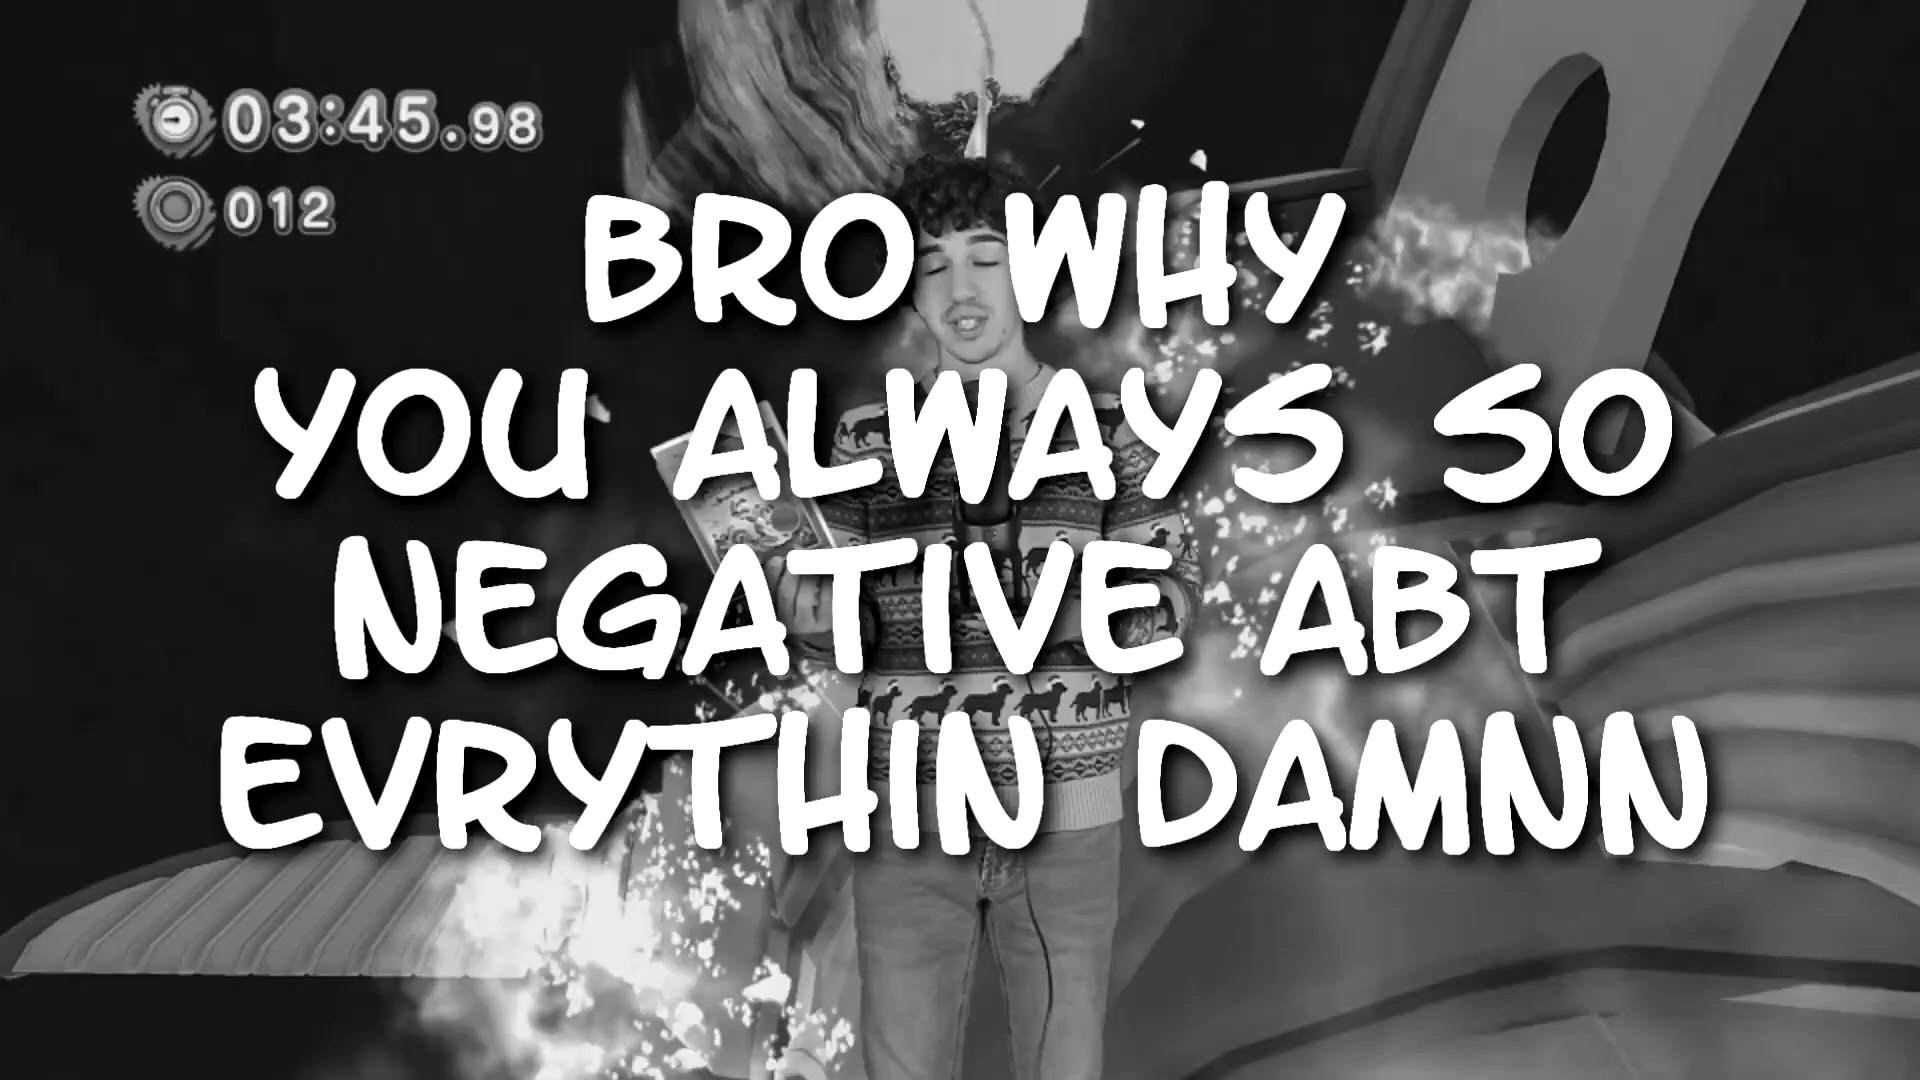 03:45.98
012
BRO WHY
YOU ALWAYS SO
NEGATIVE ABT
EVRYTHIN DAMNN